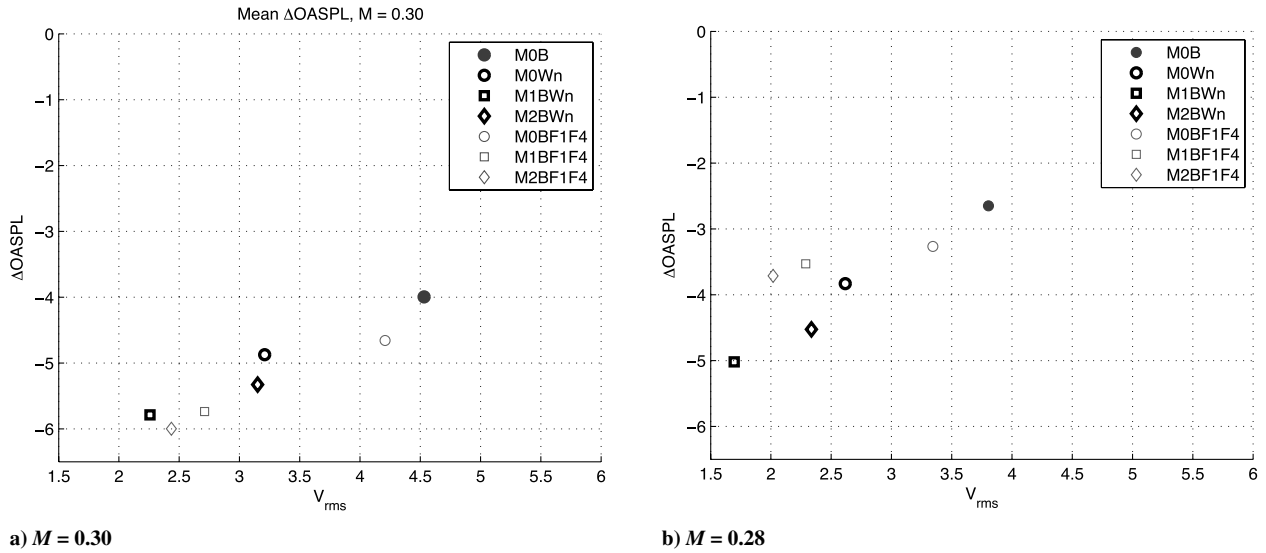 Mean ΔOASPL, M = 0.30
0
−1
−2
−3
−4
−5
−6
ΔOASPL
1.5 2 2.5 3 3.5 4 4.5 5 5.5 6
V_rms
M0B
M0Wn
M1BWn
M2BWn
M0BF1F4
M1BF1F4
M2BF1F4
a) M = 0.30
0
−1
−2
−3
−4
−5
−6
ΔOASPL
1.5 2 2.5 3 3.5 4 4.5 5 5.5 6
V_rms
M0B
M0Wn
M1BWn
M2BWn
M0BF1F4
M1BF1F4
M2BF1F4
b) M = 0.28